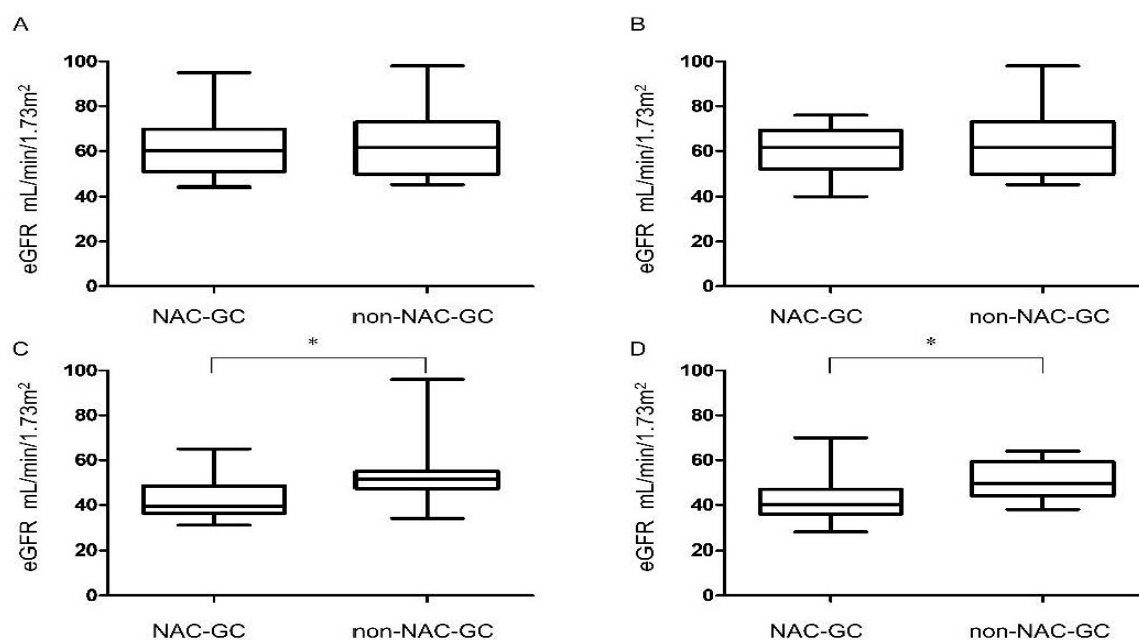 A
eGFR mL/min/1.73m²
100
80
60
40
20
0
NAC-GC non-NAC-GC
B
eGFR mL/min/1.73m²
100
80
60
40
20
0
NAC-GC non-NAC-GC
C
*
eGFR mL/min/1.73m²
100
80
60
40
20
0
NAC-GC non-NAC-GC
D
*
eGFR mL/min/1.73m²
100
80
60
40
20
0
NAC-GC non-NAC-GC